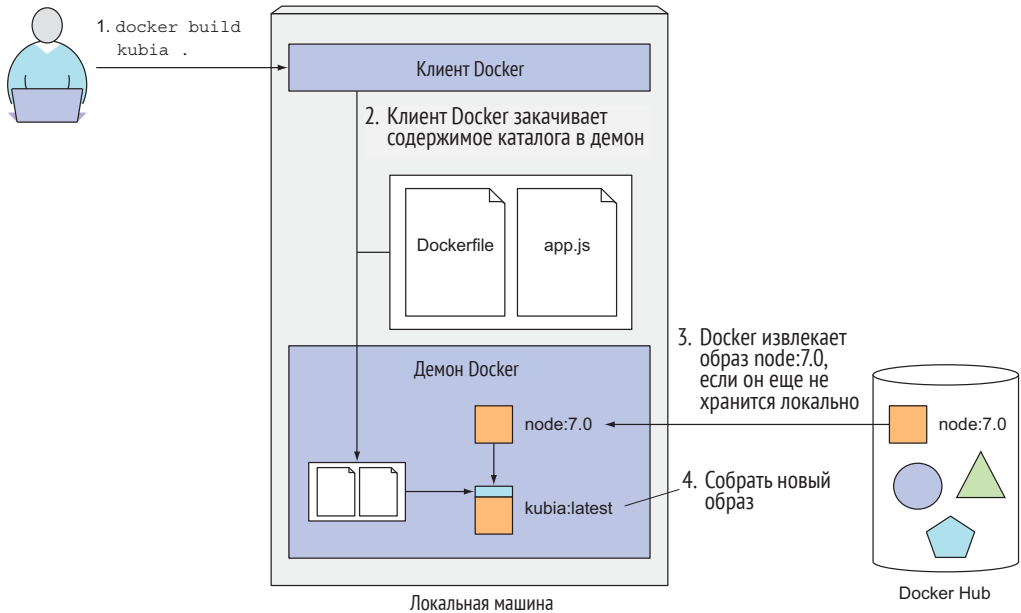 1. docker build
kubia .
Клиент Docker
2. Клиент Docker закачивает
содержимое каталога в демон
Dockerfile
app.js
3. Docker извлекает
образ node:7.0,
если он еще не
хранится локально
Демон Docker
node:7.0
node:7.0
4. Собрать новый
образ
kubia:latest
Локальная машина
Docker Hub